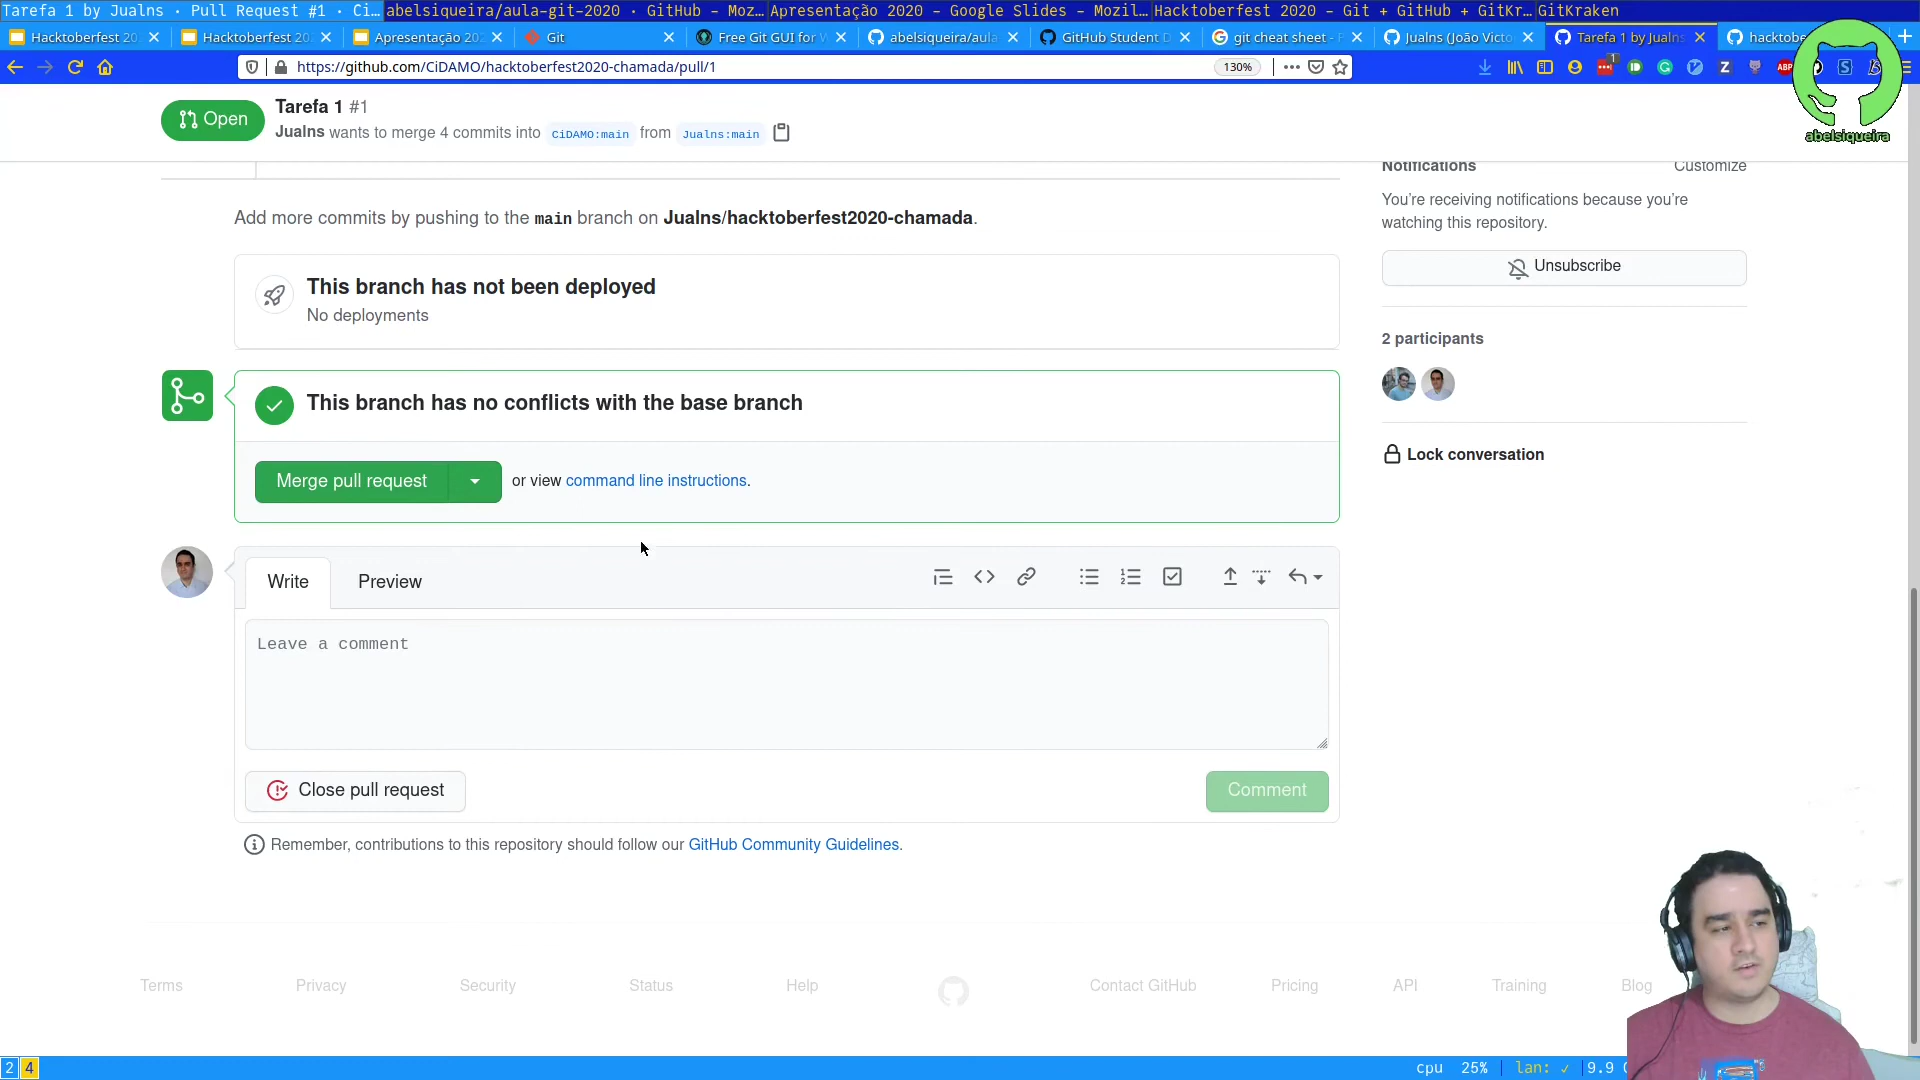 Tarefa 1 by Jualns · Pull Request #1 · Ci… abelsiqueira/aula-git-2020 · GitHub - Moz… Apresentação 2020 - Google Slides - Mozil… Hacktoberfest 2020 - Git + GitHub + GitKr… GitKraken
Hacktoberfest 20 Hacktoberfest 20 Apresentação 202 Git Free Git GUI for W abelsiqueira/aula GitHub Student D git cheat sheet - P Jualns (João Victo Tarefa 1 by Jualns hacktobe
https://github.com/CiDAMO/hacktoberfest2020-chamada/pull/1 130%
abelsiqueira
Open
Tarefa 1 #1
Jualns wants to merge 4 commits into CiDAMO:main from Jualns:main
Notifications Customize
You're receiving notifications because you're
watching this repository.
Unsubscribe
2 participants
Lock conversation
Add more commits by pushing to the main branch on Jualns/hacktoberfest2020-chamada.
This branch has not been deployed
No deployments
This branch has no conflicts with the base branch
Merge pull request or view command line instructions.
Write Preview
Leave a comment
Close pull request Comment
Remember, contributions to this repository should follow our GitHub Community Guidelines.
Terms Privacy Security Status Help Contact GitHub Pricing API Training Blog
2 4 cpu 25% lan: ✓ 9.9